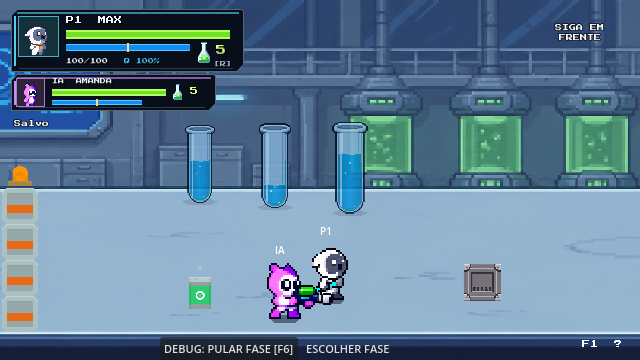 P1 MAX
100/100 Q 100%
5
[R]
IA AMANDA
5
Salvo
SIGA EM
FRENTE
P1
IA
DEBUG: PULAR FASE [F6] ESCOLHER FASE
F1 ?